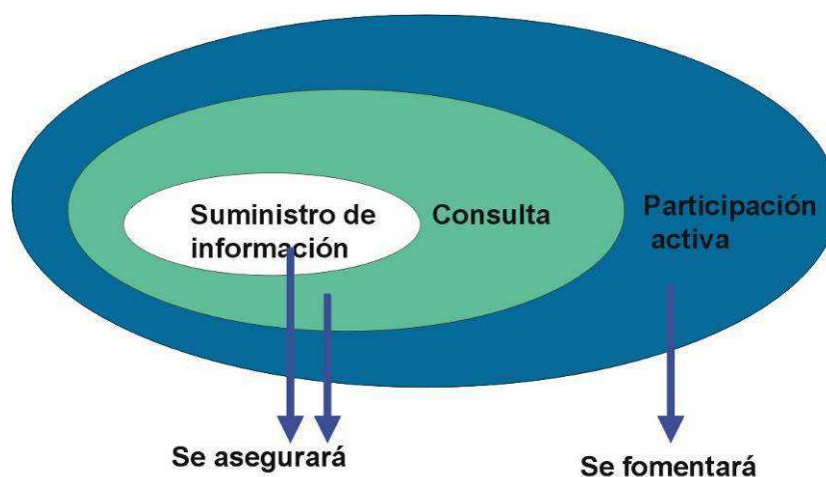 Suministro de
información
Consulta
Participación
activa
Se asegurará
Se fomentará